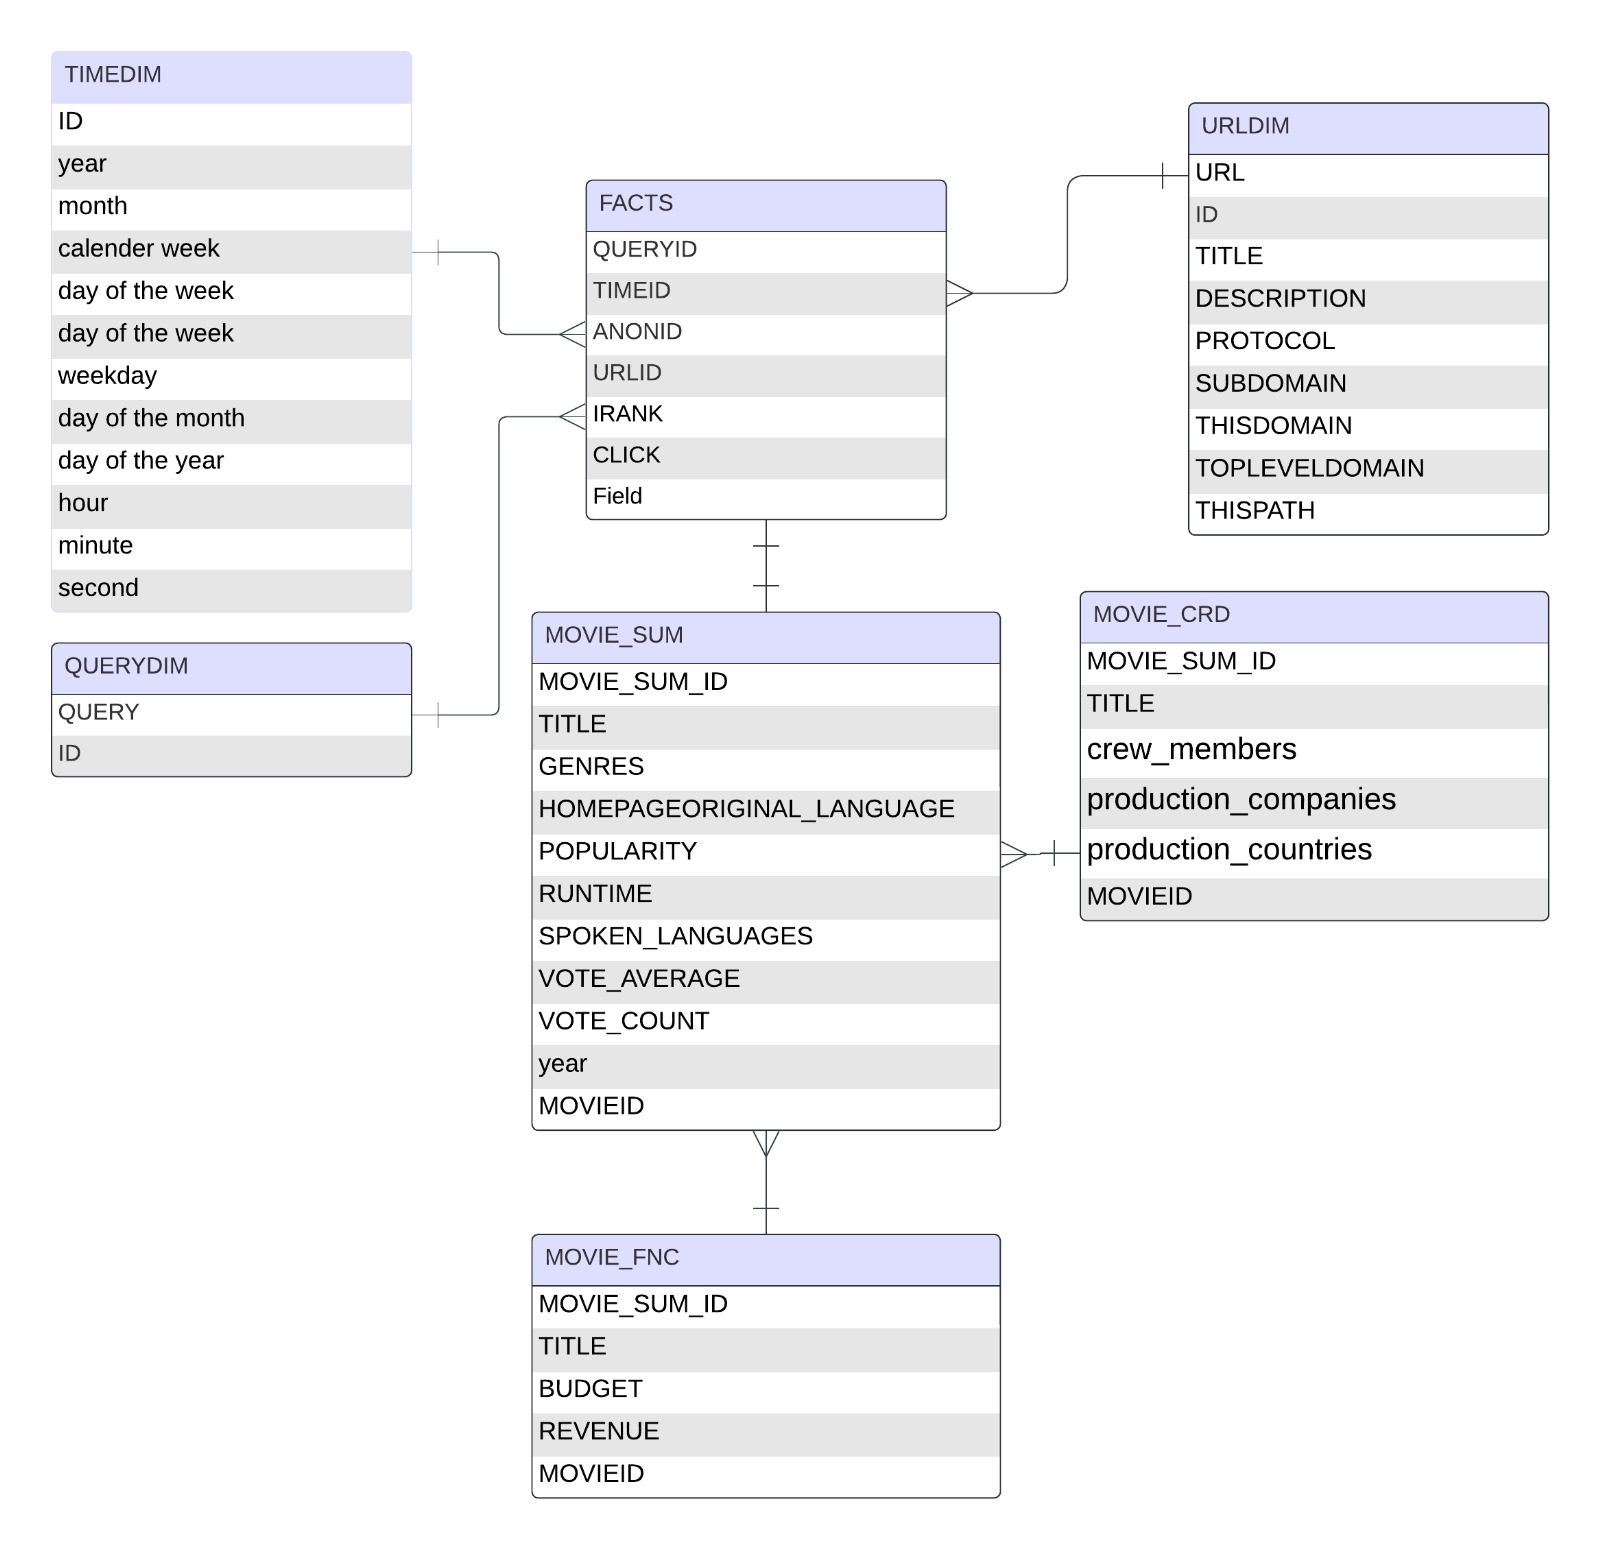 TIMEDIM
ID
year
month
calender week
day of the week
day of the week
weekday
day of the month
day of the year
hour
minute
second
QUERYDIM
QUERY
ID
FACTS
QUERYID
TIMEID
ANONID
URLID
IRANK
CLICK
Field
URLDIM
URL
ID
TITLE
DESCRIPTION
PROTOCOL
SUBDOMAIN
THISDOMAIN
TOPLEVELDOMAIN
THISPATH
MOVIE_SUM
MOVIE_SUM_ID
TITLE
GENRES
HOMEPAGEORIGINAL_LANGUAGE
POPULARITY
RUNTIME
SPOKEN_LANGUAGES
VOTE_AVERAGE
VOTE_COUNT
year
MOVIEID
MOVIE_CRD
MOVIE_SUM_ID
TITLE
crew_members
production_companies
production_countries
MOVIEID
MOVIE_FNC
MOVIE_SUM_ID
TITLE
BUDGET
REVENUE
MOVIEID